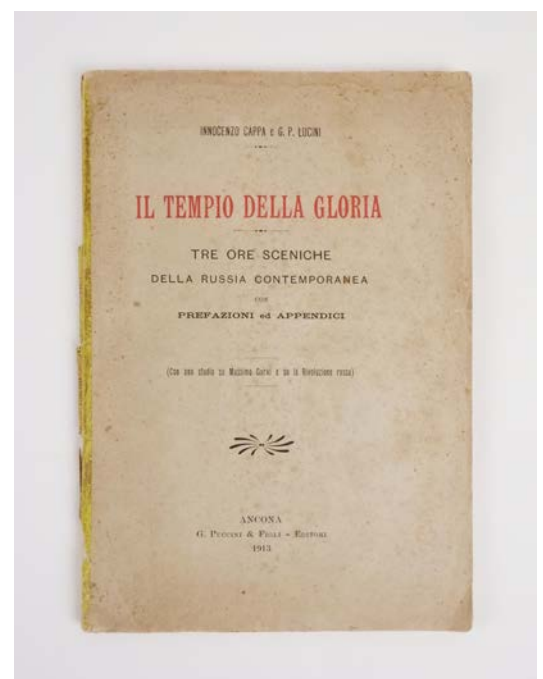 INNOCENZO CAPPA e G. P. LUCINI
IL TEMPIO DELLA GLORIA
TRE ORE SCENICHE
DELLA RUSSIA CONTEMPORANEA
CON
PREFAZIONI ed APPENDICI
(Con uno studio su Massimo Gorki e su la Rivoluzione russa)
ANCONA
G. PUCCINI & FIGLI - EDITORI
1913